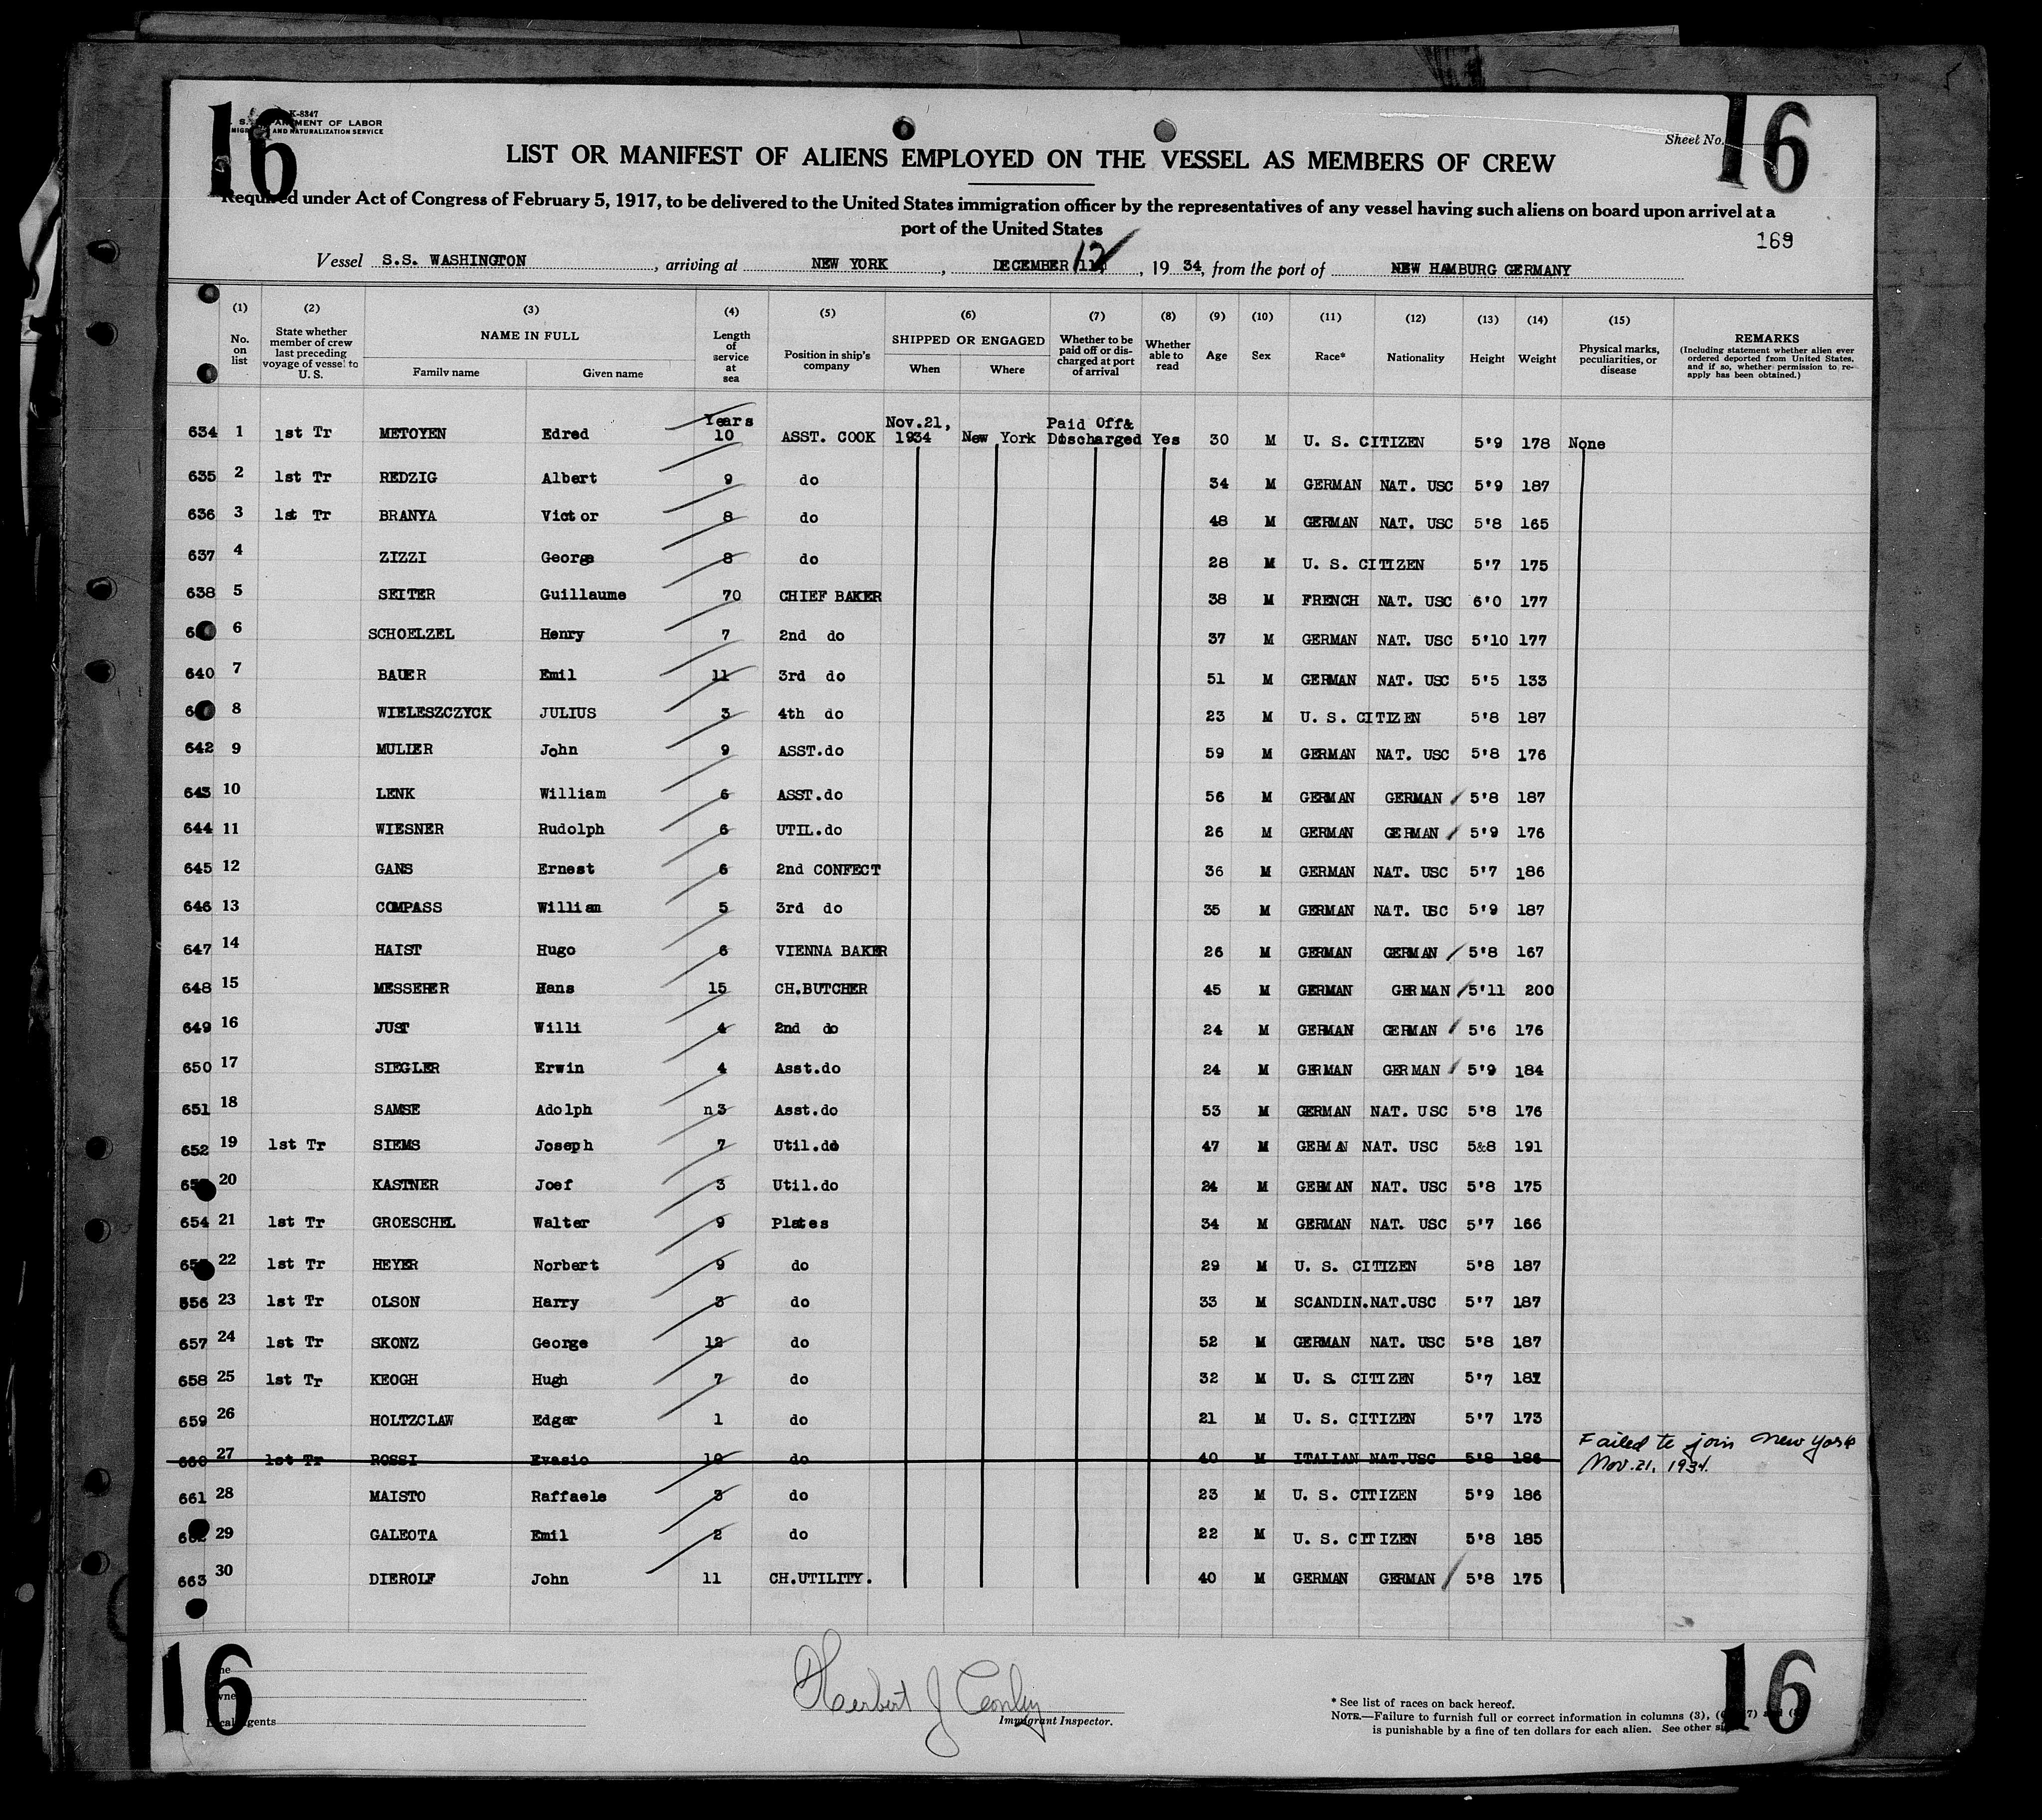 16
16
K-8347
DEPARTMENT OF LABOR
AND NATURALIZATION SERVICE
Sheet No.
LIST OR MANIFEST OF ALIENS EMPLOYED ON THE VESSEL AS MEMBERS OF CREW
Required under Act of Congress of February 5, 1917, to be delivered to the United States immigration officer by the representatives of any vessel having such aliens on board upon arrival at a
port of the United States
169
Vessel S.S. WASHINGTON, arriving at NEW YORK, DECEMBER 12, 19 34, from the port of NEW HAMBURG GERMANY
(1) No. on list
(2) State whether member of crew last preceding voyage of vessel to U. S.
(3) NAME IN FULL Family name Given name
(4) Length of service at sea
(5) Position in ship's company
(6) SHIPPED OR ENGAGED When Where
(7) Whether to be paid off or discharged at port of arrival
(8) Whether able to read
(9) Age
(10) Sex
(11) Race*
(12) Nationality
(13) Height
(14) Weight
(15) Physical marks, peculiarities, or disease
REMARKS (Including statement whether alien ever ordered deported from United States, and if so, whether permission to re-apply has been obtained.)
634 1 1st Tr METOYEN Edred Years 10 ASST. COOK Nov.21, 1934 New York Paid Off& Discharged Yes 30 M U. S. CITIZEN 5'9 178 None
635 2 1st Tr REDZIG Albert 9 do 34 M GERMAN NAT. USC 5'9 187
636 3 1st Tr BRANYA Victor 8 do 48 M GERMAN NAT. USC 5'8 165
637 4 ZIZZI George 8 do 28 M U. S. CITIZEN 5'7 175
638 5 SEITER Guillaume 70 CHIEF BAKER 38 M FRENCH NAT. USC 6'0 177
6 SCHOELZEL Henry 7 2nd do 37 M GERMAN NAT. USC 5'10 177
640 7 BAUER Emil 11 3rd do 51 M GERMAN NAT. USC 5'5 133
8 WIELESZCZYCK JULIUS 3 4th do 23 M U. S. CITIZEN 5'8 187
642 9 MULLER John 9 ASST.do 59 M GERMAN NAT. USC 5'8 176
643 10 LENK William 6 ASST.do 56 M GERMAN GERMAN 5'8 187
644 11 WIESNER Rudolph 6 UTIL.do 26 M GERMAN GERMAN 5'9 176
645 12 GANS Ernest 6 2nd CONFECT 36 M GERMAN NAT. USC 5'7 186
646 13 COMPASS William 5 3rd do 35 M GERMAN NAT. USC 5'9 187
647 14 HAIST Hugo 6 VIENNA BAKER 26 M GERMAN GERMAN 5'8 167
648 15 MESSERER Hans 15 CH.BUTCHER 45 M GERMAN GERMAN 5'11 200
649 16 JUST Willi 4 2nd do 24 M GERMAN GERMAN 5'6 176
650 17 SIEGLER Erwin 4 Asst.do 24 M GERMAN GERMAN 5'9 184
651 18 SAMSE Adolph n3 Asst.do 53 M GERMAN NAT. USC 5'8 176
652 19 1st Tr SIEMS Joseph 7 Util.do 47 M GERMAN NAT. USC 5&8 191
20 KASTNER Joef 3 Util.do 24 M GERMAN NAT. USC 5'8 175
654 21 1st Tr GROESCHEL Walter 9 Plates 34 M GERMAN NAT. USC 5'7 166
22 1st Tr HEYER Norbert 9 do 29 M U. S. CITIZEN 5'8 187
656 23 1st Tr OLSON Harry 3 do 33 M SCANDIN.NAT.USC 5'7 187
657 24 1st Tr SKONZ George 12 do 52 M GERMAN NAT. USC 5'8 187
658 25 1st Tr KEOGH Hugh 7 do 32 M U. S. CITIZEN 5'7 187
659 26 HOLTZCLAW Edgar 1 do 21 M U. S. CITIZEN 5'7 173
660 27 1st Tr ROSSI Evasio 10 do 40 M ITALIAN NAT.USC 5'8 186 Failed to join New York Nov. 21, 1934.
661 28 MAISTO Raffaele 3 do 23 M U. S. CITIZEN 5'9 186
29 GALEOTA Emil 2 do 22 M U. S. CITIZEN 5'8 185
663 30 DIEROLF John 11 CH.UTILITY. 40 M GERMAN GERMAN 5'8 175
16
16
Herbert J Conley
Immigrant Inspector.
* See list of races on back hereof.
NOTE.—Failure to furnish full or correct information in columns (3),
is punishable by a fine of ten dollars for each alien. See other